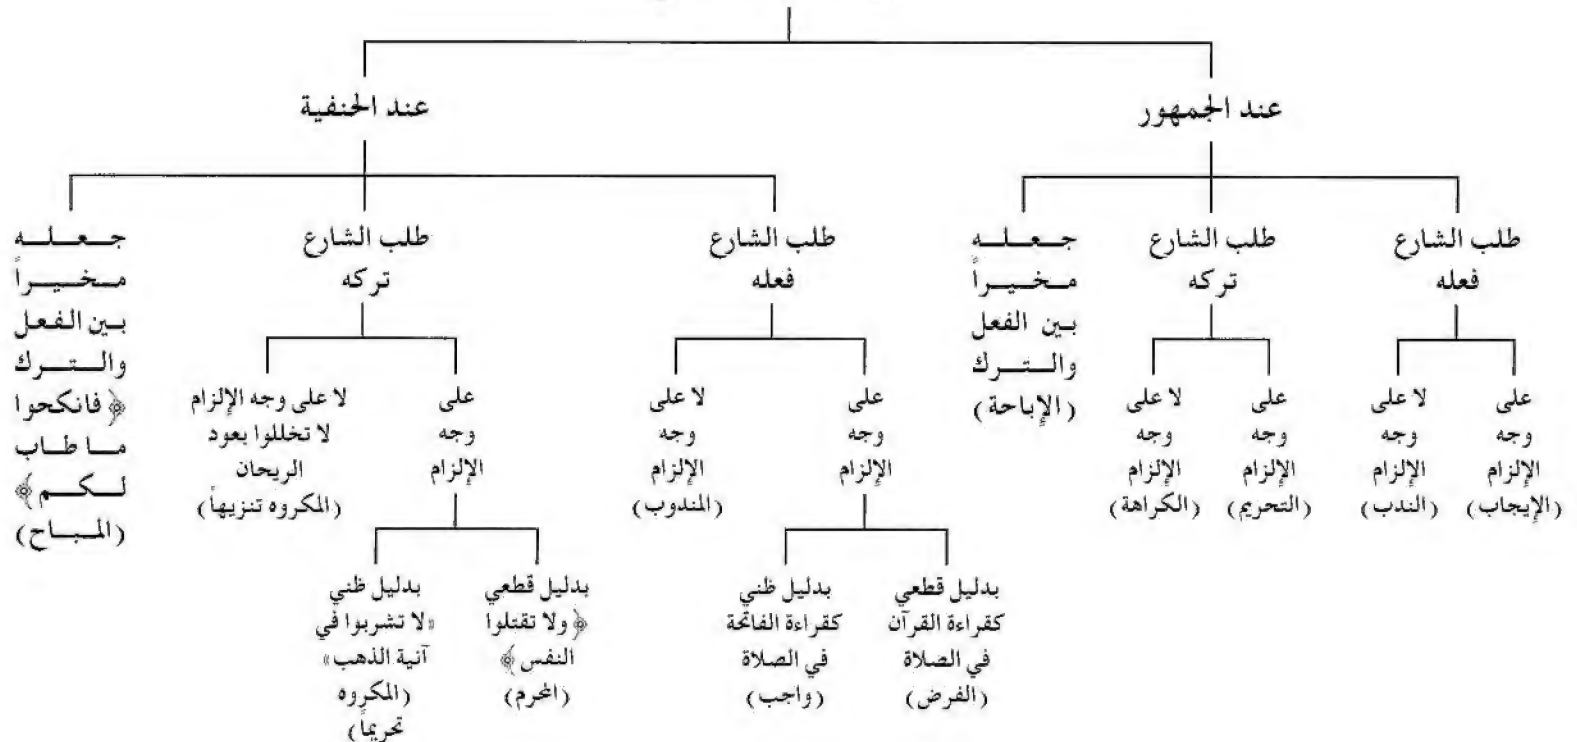 عند الجمهور
طلب الشارع
فعله
على
وجه
الإلزام
(الإيجاب)
لا على
وجه
الإلزام
(الندب)
طلب الشارع
تركه
على
وجه
الإلزام
(التحريم)
لا على
وجه
الإلزام
(الكراهة)
جعله
مخيراً
بين الفعل
والترك
(الإباحة)
عند الحنفية
طلب الشارع
فعله
على
وجه
الإلزام
بدليل قطعي
كقراءة القرآن
في الصلاة
(الفرض)
بدليل ظني
كقراءة الفاتحة
في الصلاة
(واجب)
لا على
وجه
الإلزام
(المندوب)
طلب الشارع
تركه
على
وجه
الإلزام
بدليل قطعي
﴿ولا تقتلوا
النفس﴾
(المحرم)
بدليل ظني
«لا تشربوا في
آنية الذهب»
(المكروه
تحريماً)
لا على وجه الإلزام
لا تخللوا بعود
الريحان
(المكروه تنزيهاً)
جعله
مخيراً
بين الفعل
والترك
﴿فانكحوا
ما طاب
لكم﴾
(المباح)